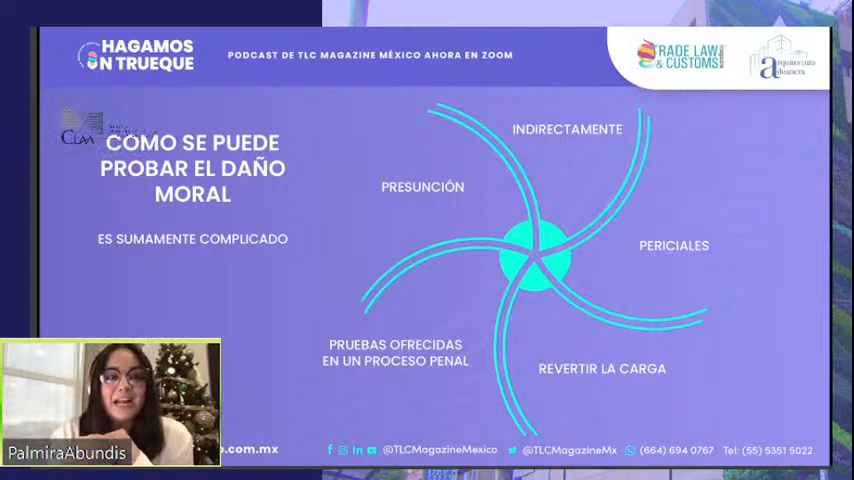 HAGAMOS
UN TRUEQUE
PODCAST DE TLC MAGAZINE MÉXICO AHORA EN ZOOM
TRADE LAW
& CUSTOMS
arquitectura
aduanera
CLAA
CÓMO SE PUEDE
PROBAR EL DAÑO
MORAL
ES SUMAMENTE COMPLICADO
INDIRECTAMENTE
PRESUNCIÓN
PERICIALES
PRUEBAS OFRECIDAS
EN UN PROCESO PENAL
REVERTIR LA CARGA
PalmiraAbundis
o.com.mx
@TLCMagazineMexico
@TLCMagazineMx
(664) 694 0767
Tel: (55) 5351 5022